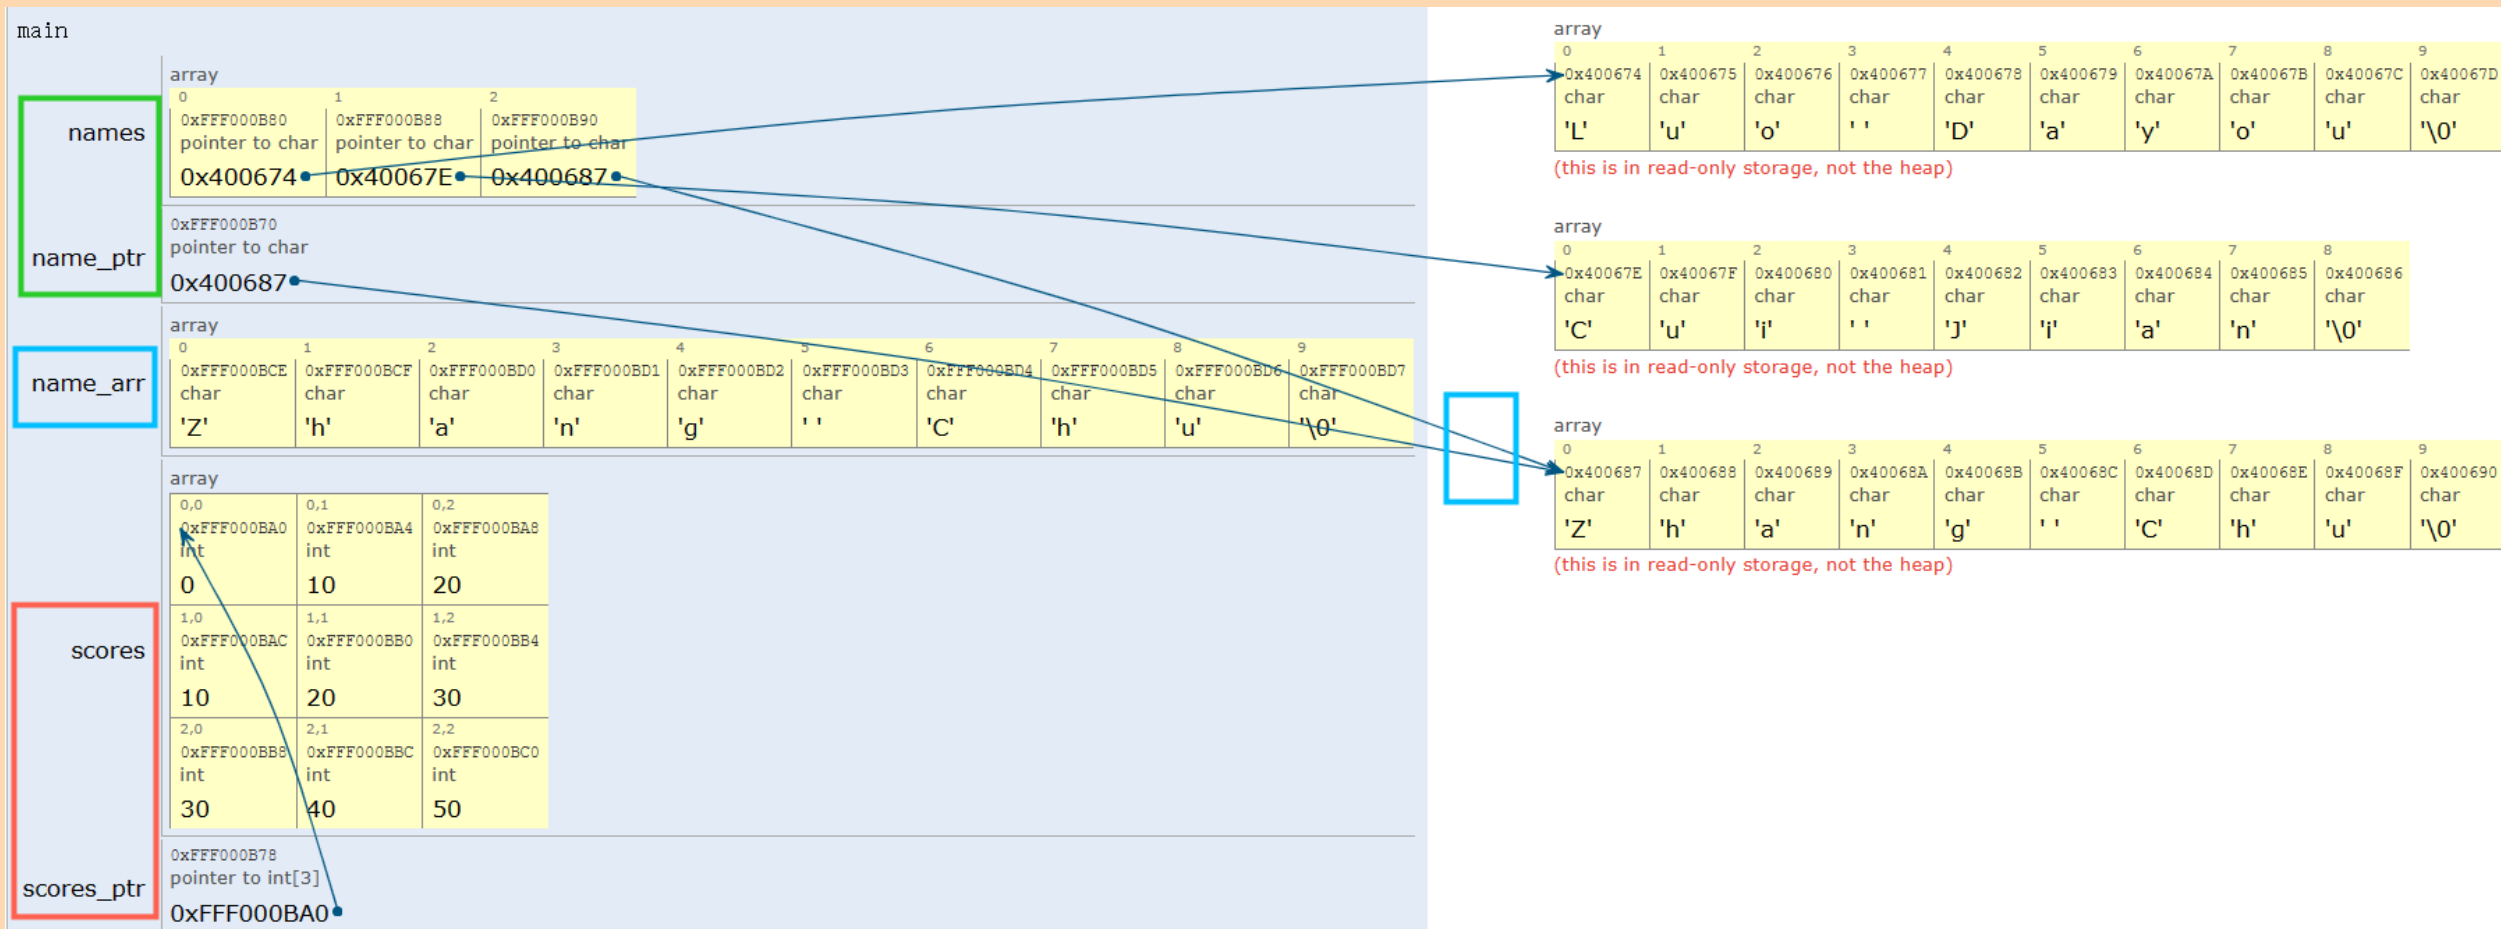 main
names
array
0 1 2
0xFFF000B80 0xFFF000B88 0xFFF000B90
pointer to char pointer to char pointer to char
0x400674 0x40067E 0x400687
name_ptr
0xFFF000B70
pointer to char
0x400687
name_arr
array
0 1 2 3 4 5 6 7 8 9
0xFFF000BCE 0xFFF000BCF 0xFFF000BD0 0xFFF000BD1 0xFFF000BD2 0xFFF000BD3 0xFFF000BD4 0xFFF000BD5 0xFFF000BD6 0xFFF000BD7
char char char char char char char char char char
'Z' 'h' 'a' 'n' 'g' ' ' 'C' 'h' 'u' '\0'
scores
array
0,0 0,1 0,2
0xFFF000BA0 0xFFF000BA4 0xFFF000BA8
int int int
0 10 20
1,0 1,1 1,2
0xFFF000BAC 0xFFF000BB0 0xFFF000BB4
int int int
10 20 30
2,0 2,1 2,2
0xFFF000BB8 0xFFF000BBC 0xFFF000BC0
int int int
30 40 50
scores_ptr
0xFFF000B78
pointer to int[3]
0xFFF000BA0
array
0 1 2 3 4 5 6 7 8 9
0x400674 0x400675 0x400676 0x400677 0x400678 0x400679 0x40067A 0x40067B 0x40067C 0x40067D
char char char char char char char char char char
'L' 'u' 'o' ' ' 'D' 'a' 'y' 'o' 'u' '\0'
(this is in read-only storage, not the heap)
array
0 1 2 3 4 5 6 7 8
0x40067E 0x40067F 0x400680 0x400681 0x400682 0x400683 0x400684 0x400685 0x400686
char char char char char char char char char
'C' 'u' 'i' ' ' 'J' 'i' 'a' 'n' '\0'
(this is in read-only storage, not the heap)
array
0 1 2 3 4 5 6 7 8 9
0x400687 0x400688 0x400689 0x40068A 0x40068B 0x40068C 0x40068D 0x40068E 0x40068F 0x400690
char char char char char char char char char char
'Z' 'h' 'a' 'n' 'g' ' ' 'C' 'h' 'u' '\0'
(this is in read-only storage, not the heap)